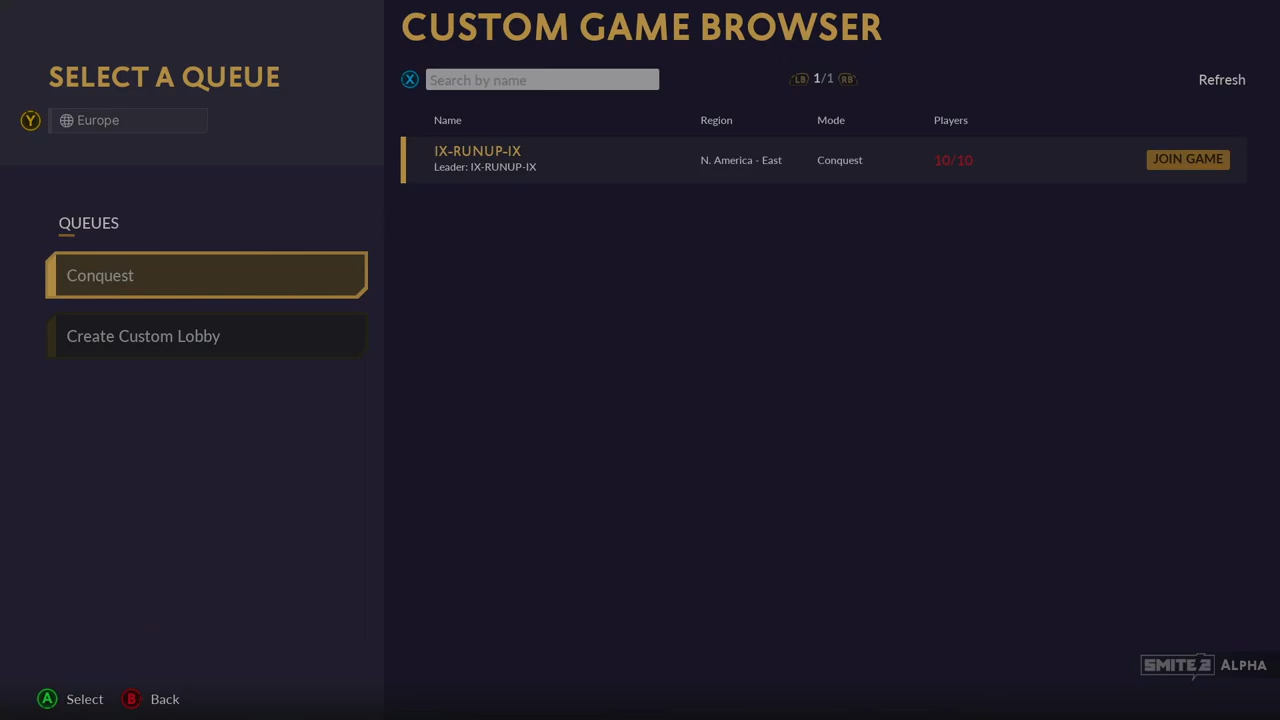 SELECT A QUEUE
Y
Europe
QUEUES
Conquest
Create Custom Lobby
A Select B Back
CUSTOM GAME BROWSER
X Search by name LB 1/1 RB Refresh
Name Region Mode Players
IX-RUNUP-IX
Leader: IX-RUNUP-IX
N. America - East Conquest 10/10 JOIN GAME
SMITE 2 ALPHA